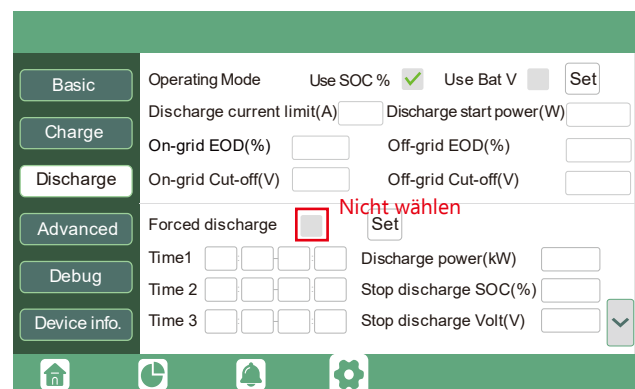 Basic
Charge
Discharge
Advanced
Debug
Device info.
Operating Mode Use SOC % Use Bat V Set
Discharge current limit(A) Discharge start power(W)
On-grid EOD(%) Off-grid EOD(%)
On-grid Cut-off(V) Off-grid Cut-off(V)
Nicht wählen
Forced discharge Set
Time1 Discharge power(kW)
Time 2 Stop discharge SOC(%)
Time 3 Stop discharge Volt(V)